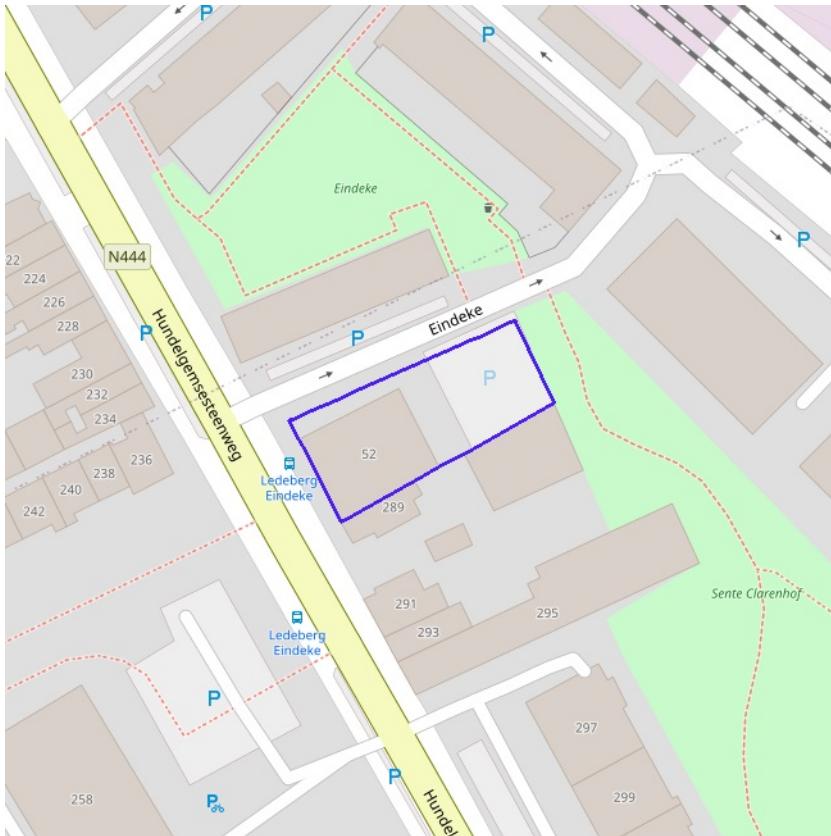 P
P
Eindeke
P
N444
22
224
226
228
P
Hundelgemsesteenweg
P
Eindeke
P
230
232
234
236
238
240
242
52
Ledeberg
Eindeke
289
291
293
295
Sente Clarenhof
Ledeberg
Eindeke
P
297
258
P
P
299
Hundel